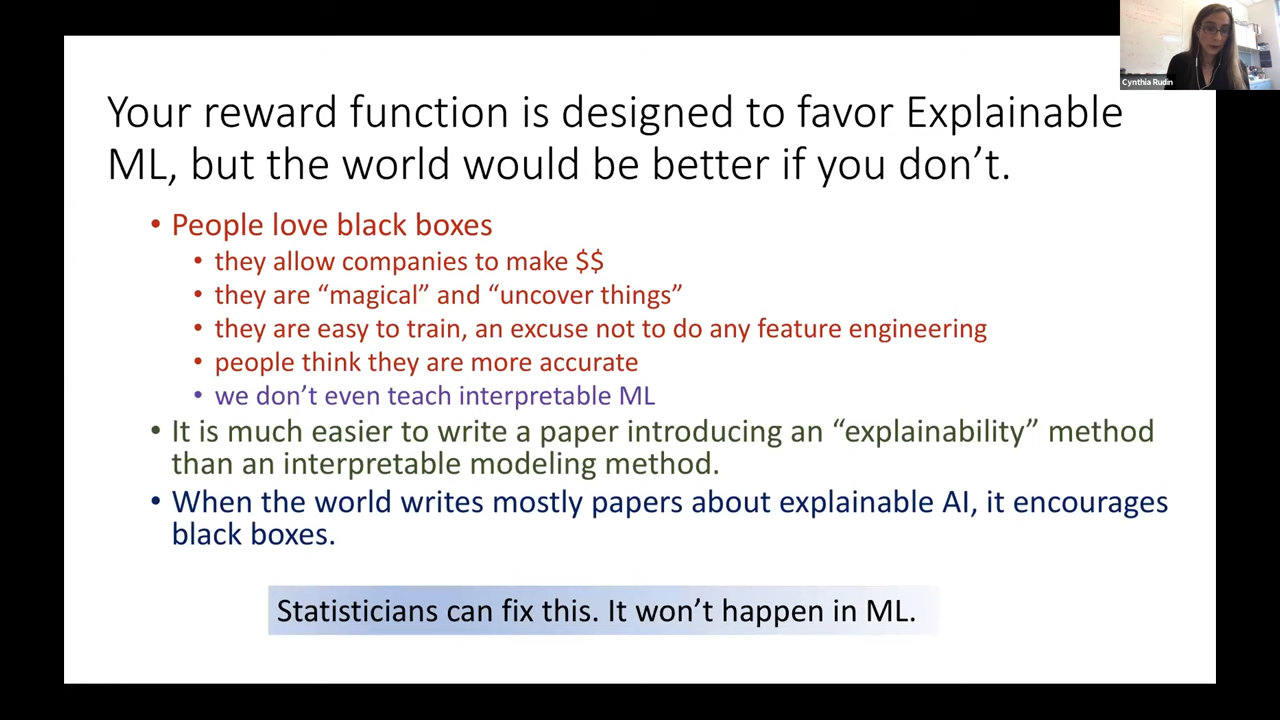 Cynthia Rudin
Your reward function is designed to favor Explainable
ML, but the world would be better if you don’t.
• People love black boxes
• they allow companies to make $$
• they are “magical” and “uncover things”
• they are easy to train, an excuse not to do any feature engineering
• people think they are more accurate
• we don’t even teach interpretable ML
• It is much easier to write a paper introducing an “explainability” method
than an interpretable modeling method.
• When the world writes mostly papers about explainable AI, it encourages
black boxes.
Statisticians can fix this. It won’t happen in ML.